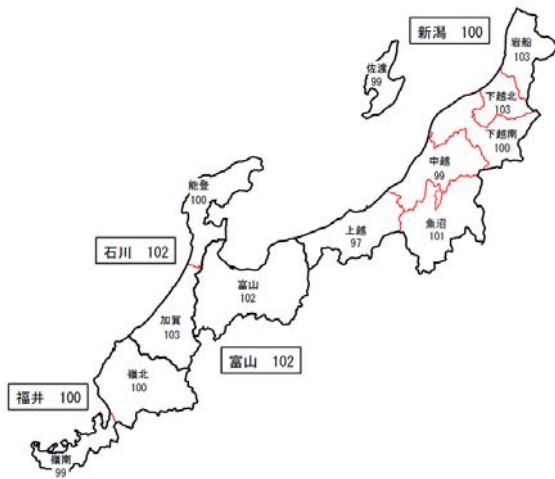 新潟 100
岩船
103
佐渡
99
下越北
103
下越南
100
中越
99
能登
100
魚沼
101
上越
97
石川 102
富山
102
加賀
103
富山 102
嶺北
100
福井 100
嶺南
99